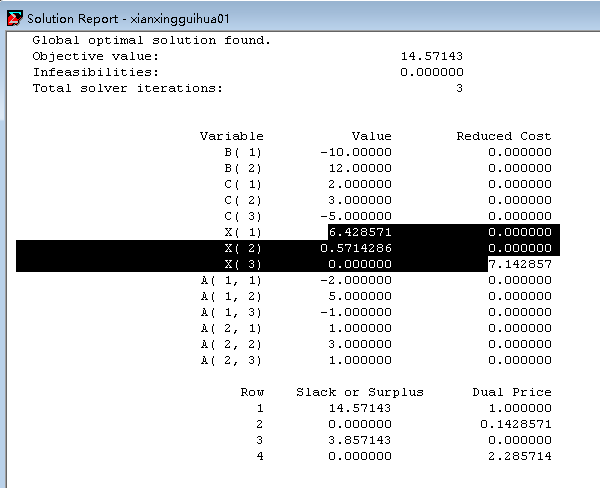 Solution Report - xianxingguihua01
Global optimal solution found.
Objective value: 14.57143
Infeasibilities: 0.000000
Total solver iterations: 3
Variable Value Reduced Cost
B( 1) -10.00000 0.000000
B( 2) 12.00000 0.000000
C( 1) 2.000000 0.000000
C( 2) 3.000000 0.000000
C( 3) -5.000000 0.000000
X( 1) 6.428571 0.000000
X( 2) 0.5714286 0.000000
X( 3) 0.000000 7.142857
A( 1, 1) -2.000000 0.000000
A( 1, 2) 5.000000 0.000000
A( 1, 3) -1.000000 0.000000
A( 2, 1) 1.000000 0.000000
A( 2, 2) 3.000000 0.000000
A( 2, 3) 1.000000 0.000000
Row Slack or Surplus Dual Price
1 14.57143 1.000000
2 0.000000 0.1428571
3 3.857143 0.000000
4 0.000000 2.285714